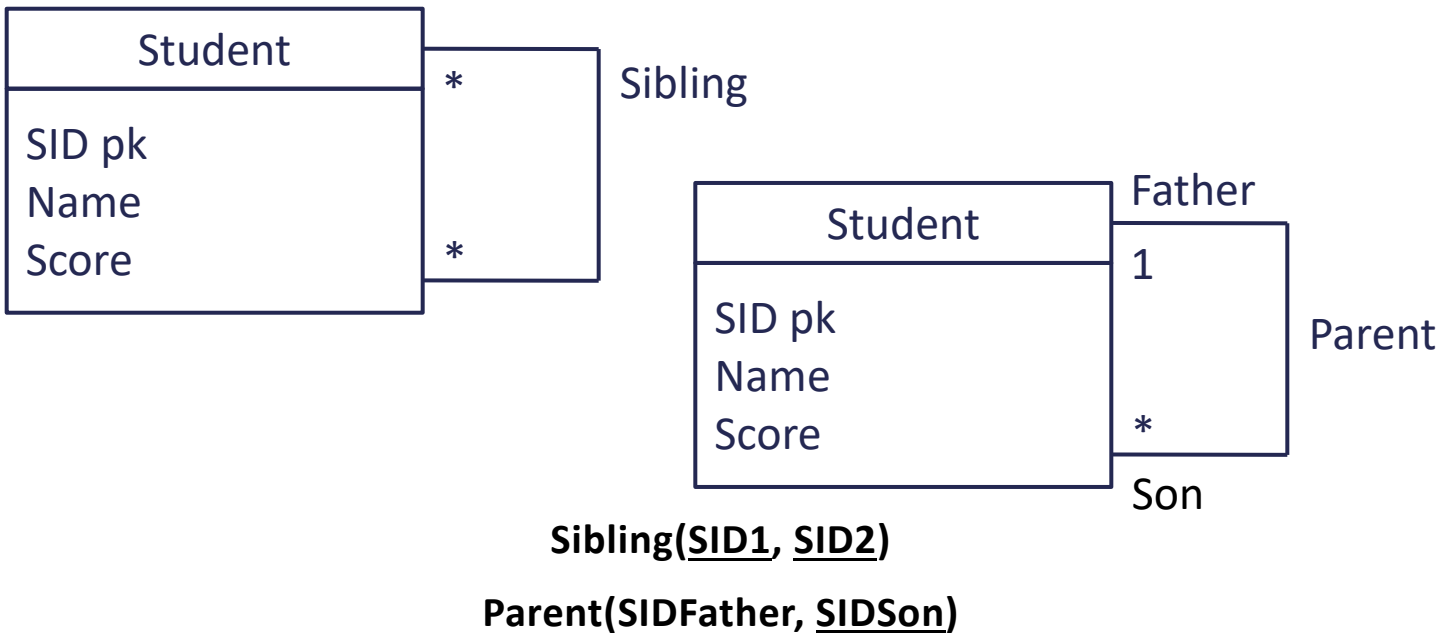 Student
*
Sibling
SID pk
Name
Score
*
Student
Father
1
SID pk
Name
Score
Parent
*
Son
Sibling(SID1, SID2)
Parent(SIDFather, SIDSon)